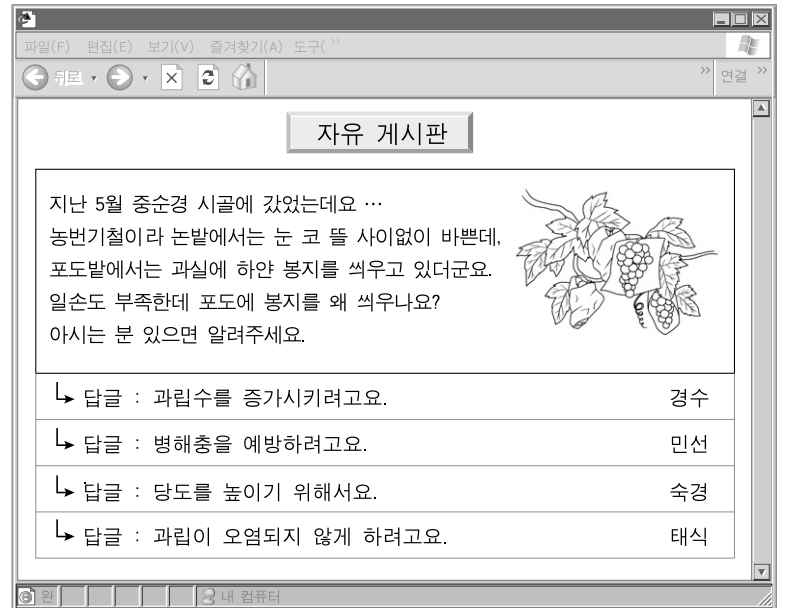 파일(F) 편집(E) 보기(V) 즐겨찾기(A) 도구( »
뒤로 » 연결 »
자유 게시판
지난 5월 중순경 시골에 갔었는데요 …
농번기철이라 논밭에서는 눈 코 뜰 사이없이 바쁜데,
포도밭에서는 과실에 하얀 봉지를 씌우고 있더군요.
일손도 부족한데 포도에 봉지를 왜 씌우나요?
아시는 분 있으면 알려주세요.
답글 : 과립수를 증가시키려고요. 경수
답글 : 병해충을 예방하려고요. 민선
답글 : 당도를 높이기 위해서요. 숙경
답글 : 과립이 오염되지 않게 하려고요. 태식
완 내 컴퓨터